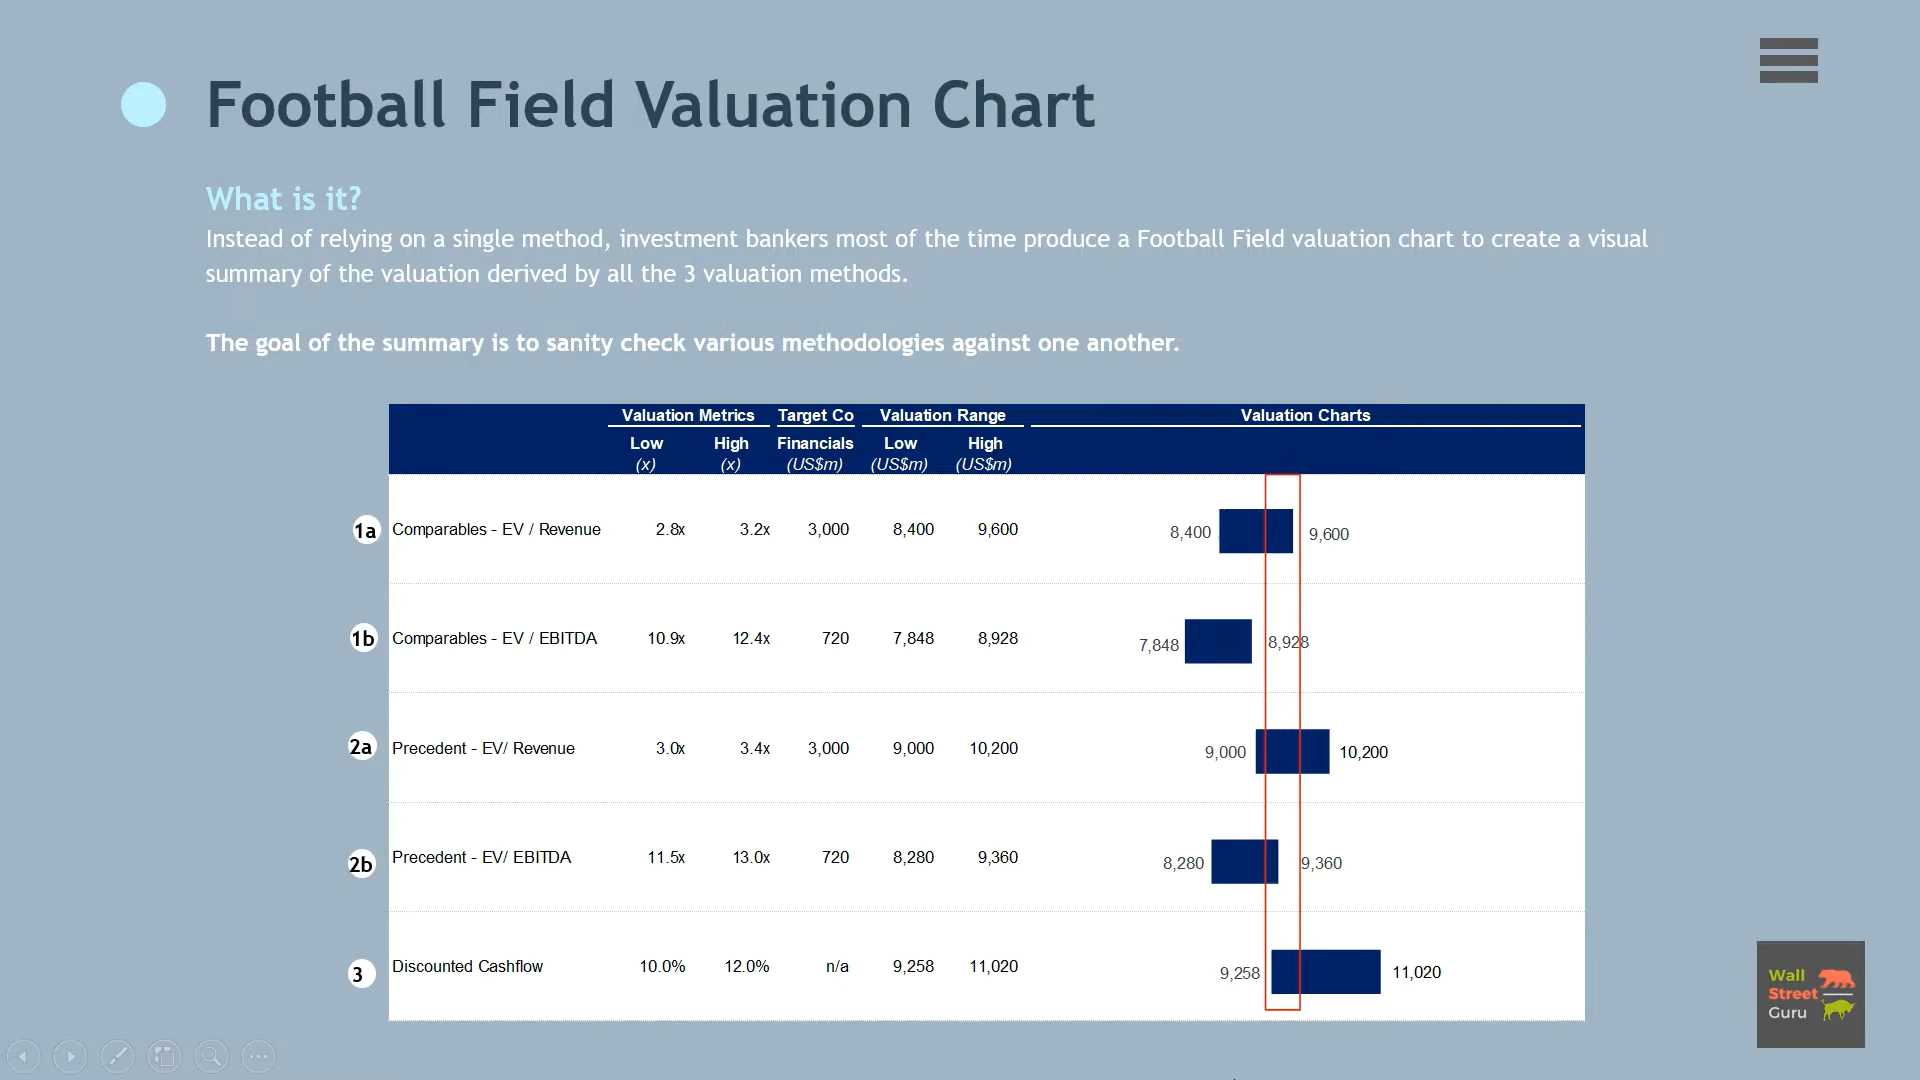 Football Field Valuation Chart
What is it?
Instead of relying on a single method, investment bankers most of the time produce a Football Field valuation chart to create a visual
summary of the valuation derived by all the 3 valuation methods.
The goal of the summary is to sanity check various methodologies against one another.
Valuation Metrics Target Co Valuation Range Valuation Charts
Low High Financials Low High
(x) (x) (US$m) (US$m) (US$m)
1a Comparables - EV / Revenue 2.8x 3.2x 3,000 8,400 9,600 8,400 9,600
1b Comparables - EV / EBITDA 10.9x 12.4x 720 7,848 8,928 7,848 8,928
2a Precedent - EV/ Revenue 3.0x 3.4x 3,000 9,000 10,200 9,000 10,200
2b Precedent - EV/ EBITDA 11.5x 13.0x 720 8,280 9,360 8,280 9,360
3 Discounted Cashflow 10.0% 12.0% n/a 9,258 11,020 9,258 11,020
Wall
Street
Guru